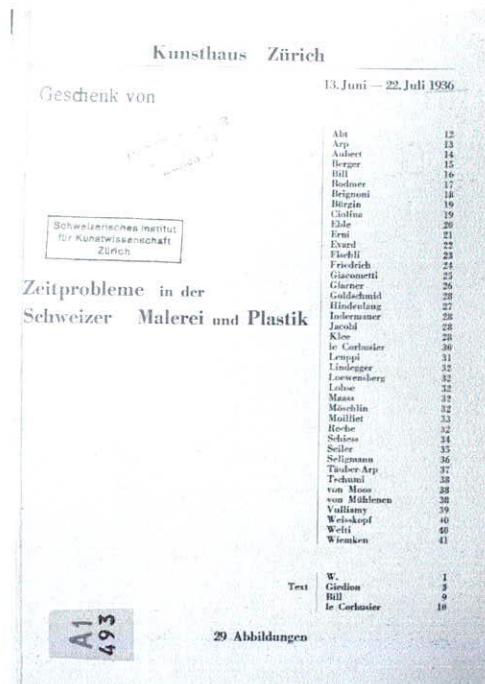 Kunsthaus Zürich
13. Juni — 22. Juli 1936
Geschenk von
Schweizerisches Institut
für Kunstwissenschaft
Zürich
Zeitprobleme in der
Schweizer Malerei und Plastik
Abt 12
Arp 13
Aubert 14
Berger 15
Bill 16
Bodmer 17
Brignoni 18
Bürgin 19
Ciolina 19
Eble 20
Erni 21
Evard 22
Fischli 23
Friedrich 24
Giacometti 25
Glarner 26
Goldschmid 28
Hindenlang 27
Indermaur 28
Jacobi 28
Klee 28
le Corbusier 30
Leuppi 31
Lindegger 32
Loewensberg 32
Lohse 32
Maass 32
Möschlin 32
Moilliet 33
Roche 32
Schiess 34
Seiler 35
Seligmann 36
Täuber-Arp 37
Tschumi 38
von Moos 38
von Mühlenen 38
Vulliamy 39
Weisskopf 40
Welti 40
Wiemken 41
Text
W. 1
Giedion 3
Bill 9
le Corbusier 10
29 Abbildungen
A1
493